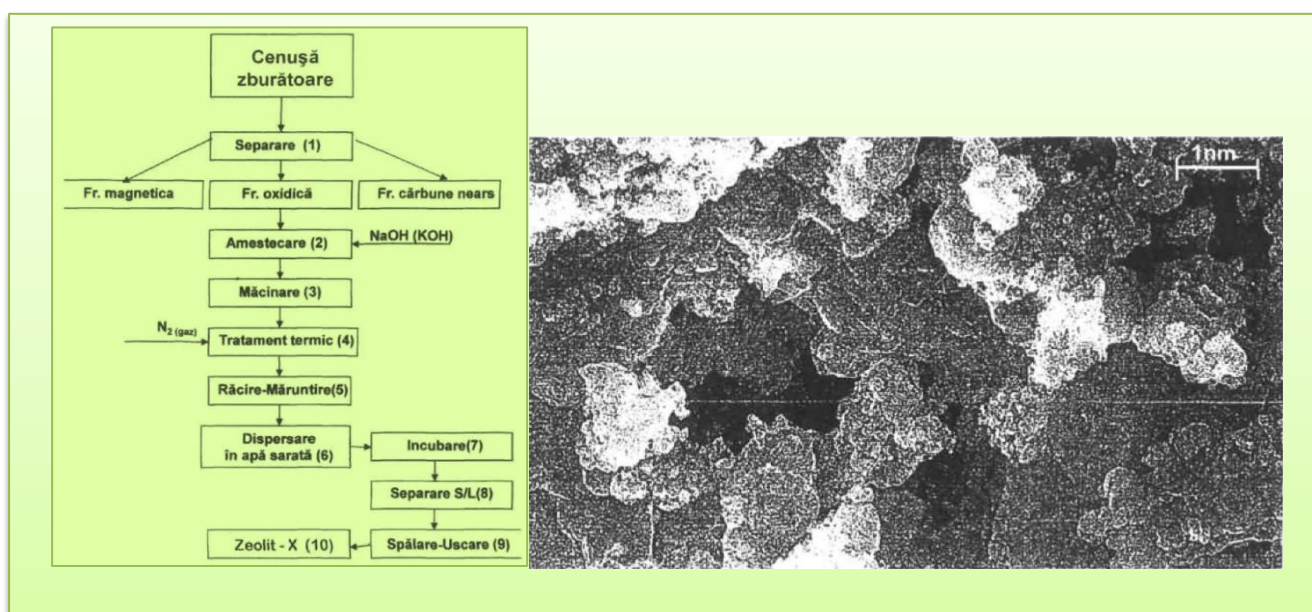 Cenuşă
zburătoare
Separare (1)
Fr. magnetica
Fr. oxidică
Fr. cărbune nears
Amestecare (2)
NaOH (KOH)
Măcinare (3)
N2 (gaz)
Tratament termic (4)
Răcire-Măruntire(5)
Dispersare
în apă sarată (6)
Incubare(7)
Separare S/L(8)
Spălare-Uscare (9)
Zeolit - X (10)
1nm